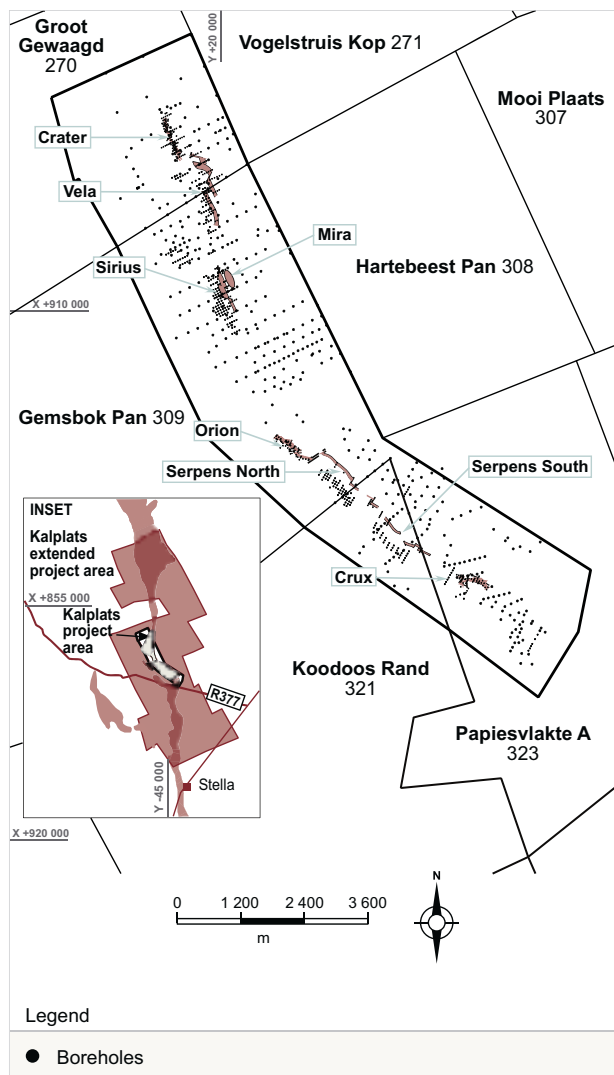 Groot
Gewaagd
270
Y +20 000
Vogelstruis Kop 271
Mooi Plaats
307
Crater
Vela
Mira
Sirius
Hartebeest Pan 308
X +910 000
Gemsbok Pan 309
Orion
Serpens North
Serpens South
Crux
INSET
Kalplats
extended
project area
X +855 000
Kalplats
project
area
R377
Y -45 000
Stella
Koodoos Rand
321
Papiesvlakte A
323
X +920 000
N
0 1 200 2 400 3 600
m
Legend
Boreholes